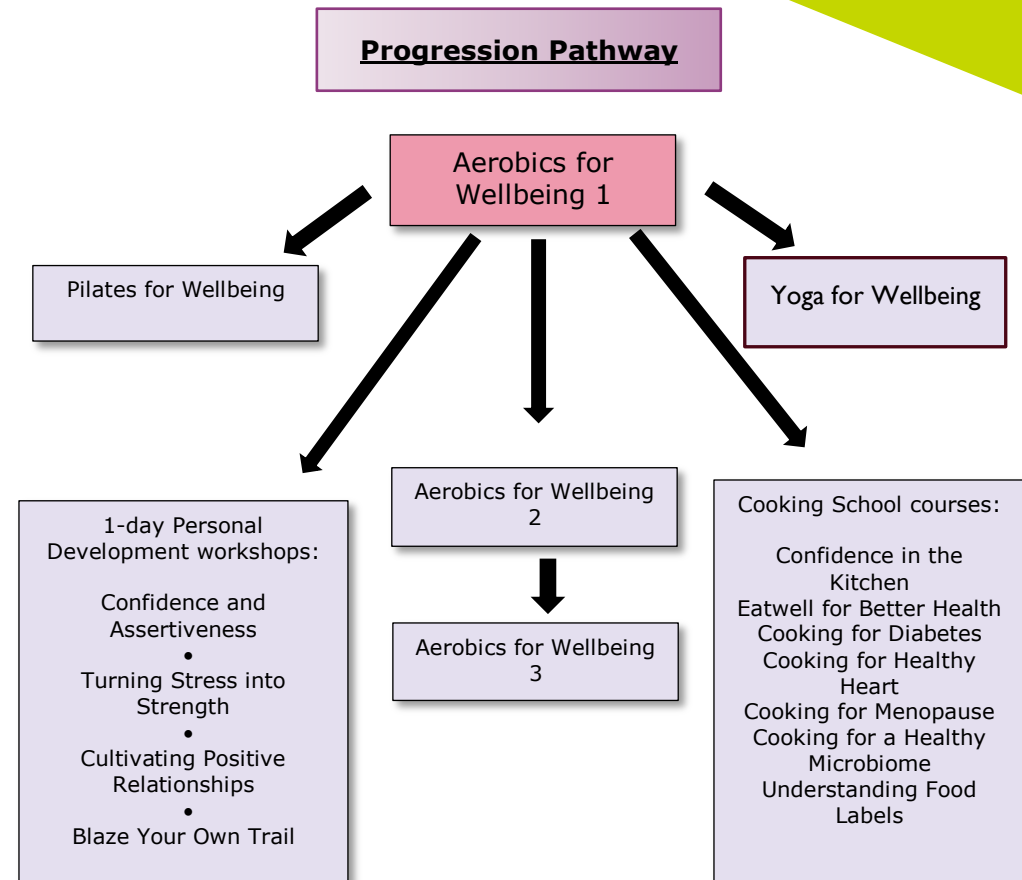 Progression Pathway
Aerobics for
Wellbeing 1
Pilates for Wellbeing
Yoga for Wellbeing
1-day Personal
Development workshops:
Confidence and
Assertiveness
•
Turning Stress into
Strength
•
Cultivating Positive
Relationships
•
Blaze Your Own Trail
Aerobics for Wellbeing
2
Aerobics for Wellbeing
3
Cooking School courses:
Confidence in the
Kitchen
Eatwell for Better Health
Cooking for Diabetes
Cooking for Healthy
Heart
Cooking for Menopause
Cooking for a Healthy
Microbiome
Understanding Food
Labels